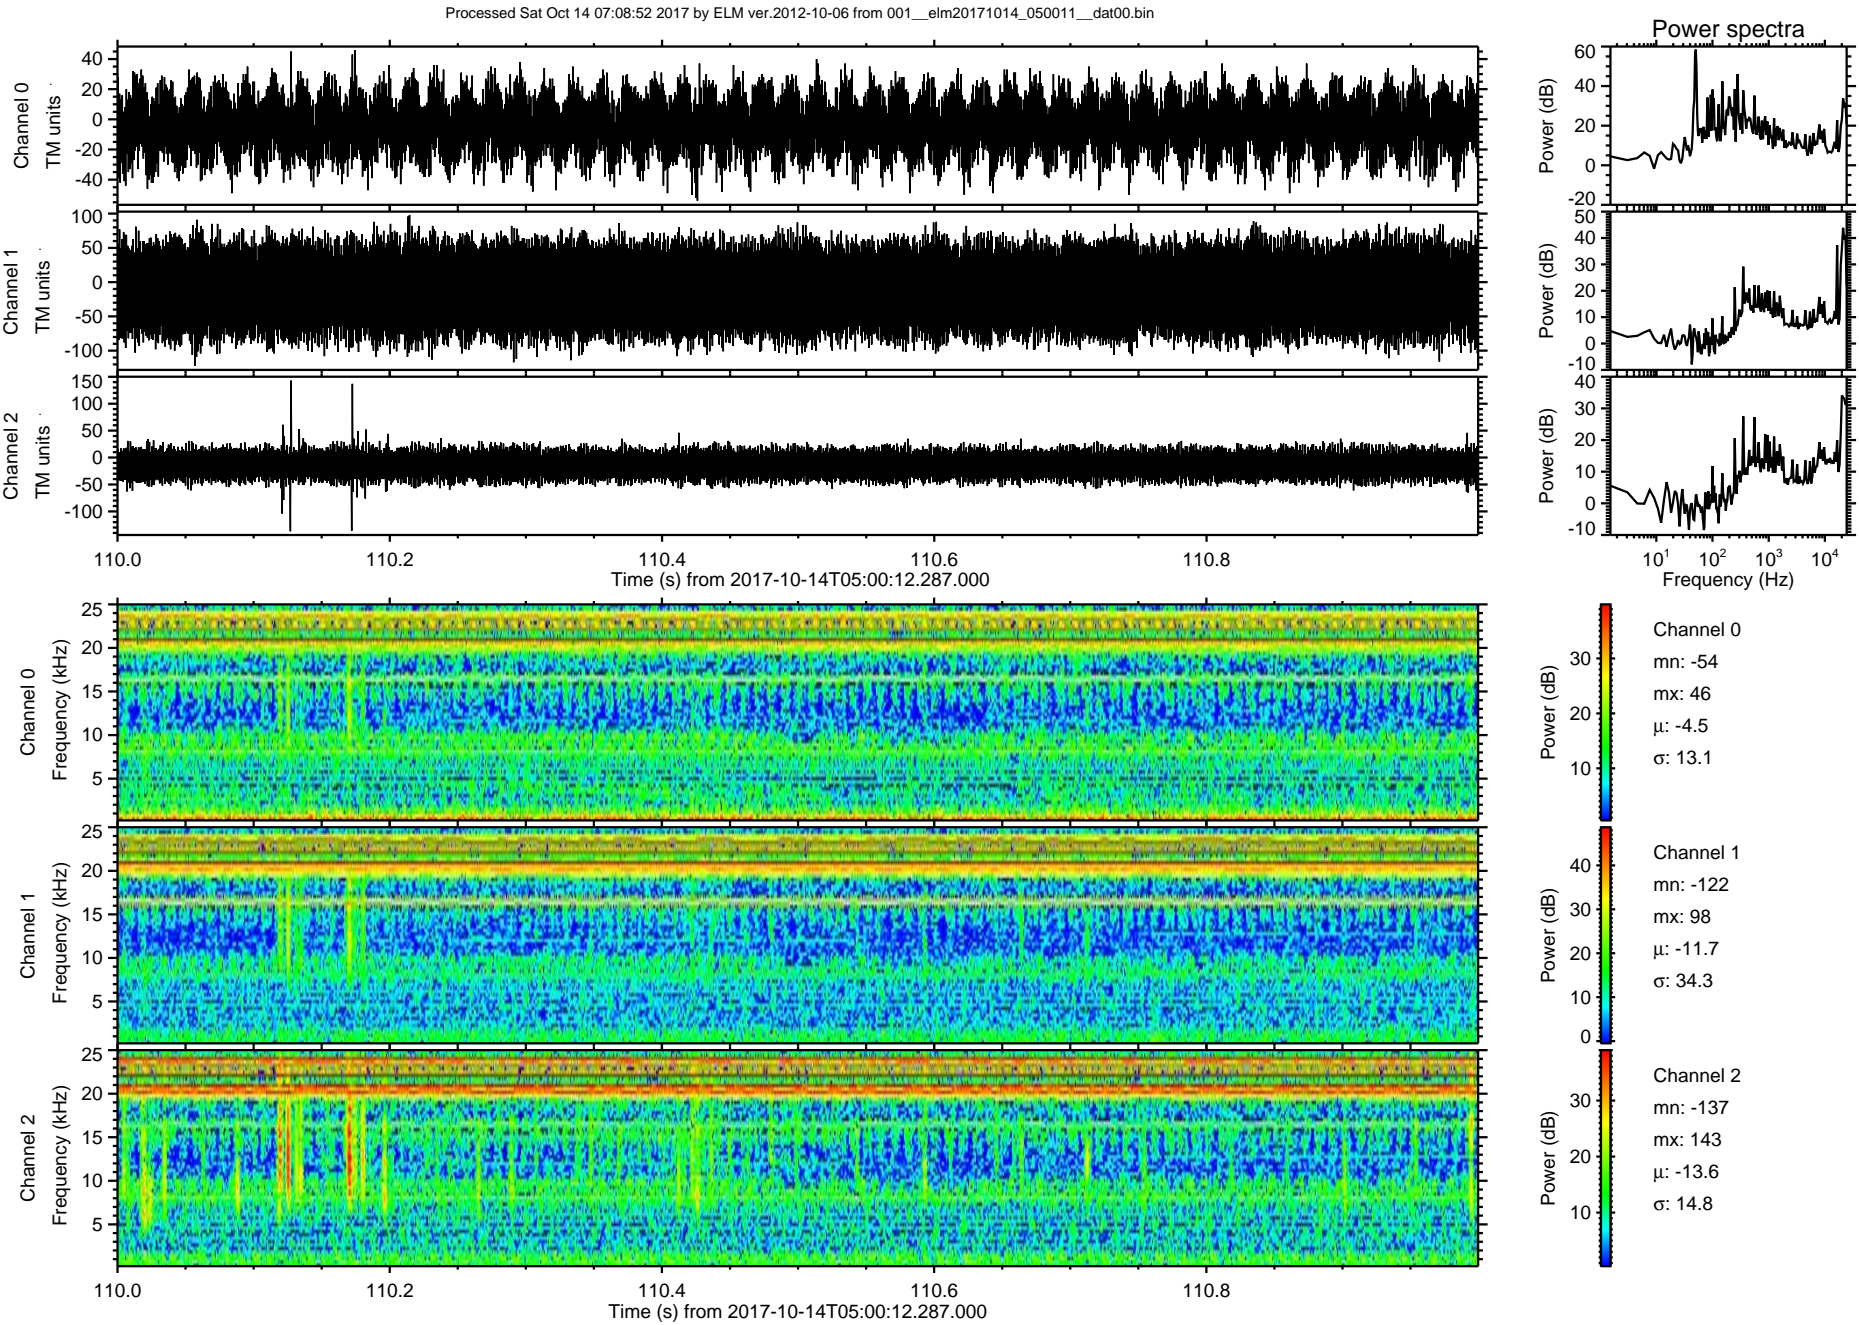 Processed Sat Oct 14 07:08:52 2017 by ELM ver.2012-10-06 from 001__elm20171014_050011__dat00.bin
Power spectra
Channel 0
TM units
40
20
0
-20
-40
Power (dB)
60
40
20
0
-20
Channel 1
TM units
100
50
0
-50
-100
Power (dB)
50
40
30
20
10
0
-10
Channel 2
TM units
150
100
50
0
-50
-100
Power (dB)
40
30
20
10
0
-10
110.0 110.2 110.4 110.6 110.8
Time (s) from 2017-10-14T05:00:12.287.000
10¹ 10² 10³ 10⁴
Frequency (Hz)
Channel 0
Frequency (kHz)
25
20
15
10
5
Power (dB)
30
20
10
Channel 0
mn: -54
mx: 46
μ: -4.5
σ: 13.1
Channel 1
Frequency (kHz)
25
20
15
10
5
Power (dB)
40
30
20
10
0
Channel 1
mn: -122
mx: 98
μ: -11.7
σ: 34.3
Channel 2
Frequency (kHz)
25
20
15
10
5
Power (dB)
30
20
10
Channel 2
mn: -137
mx: 143
μ: -13.6
σ: 14.8
110.0 110.2 110.4 110.6 110.8
Time (s) from 2017-10-14T05:00:12.287.000